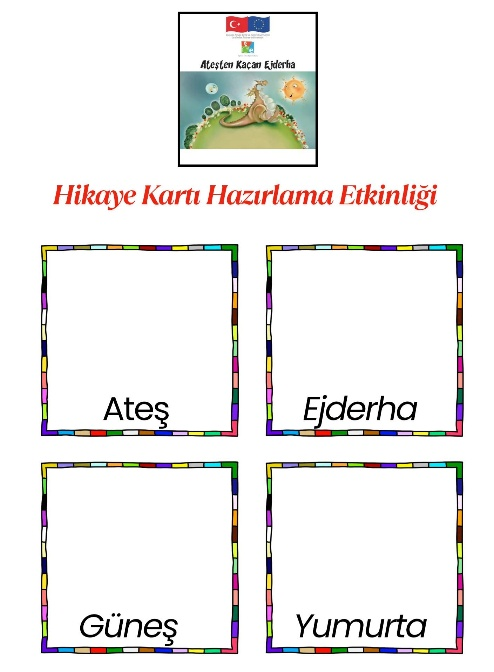 Ateşten Kaçan Ejderha
Hikaye Kartı Hazırlama Etkinliği
Ateş
Ejderha
Güneş
Yumurta